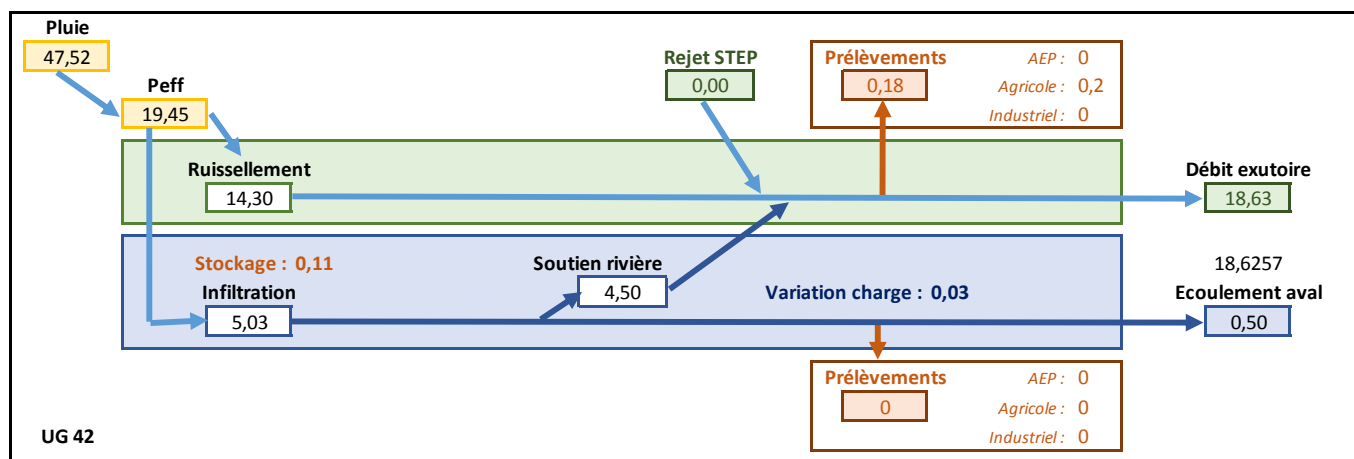 Pluie
47,52
Peff
19,45
Rejet STEP
0,00
Prélèvements
0,18
AEP : 0
Agricole : 0,2
Industriel : 0
Ruissellement
14,30
Débit exutoire
18,63
Stockage : 0,11
Infiltration
5,03
Soutien rivière
4,50
Variation charge : 0,03
18,6257
Ecoulement aval
0,50
Prélèvements
0
AEP : 0
Agricole : 0
Industriel : 0
UG 42